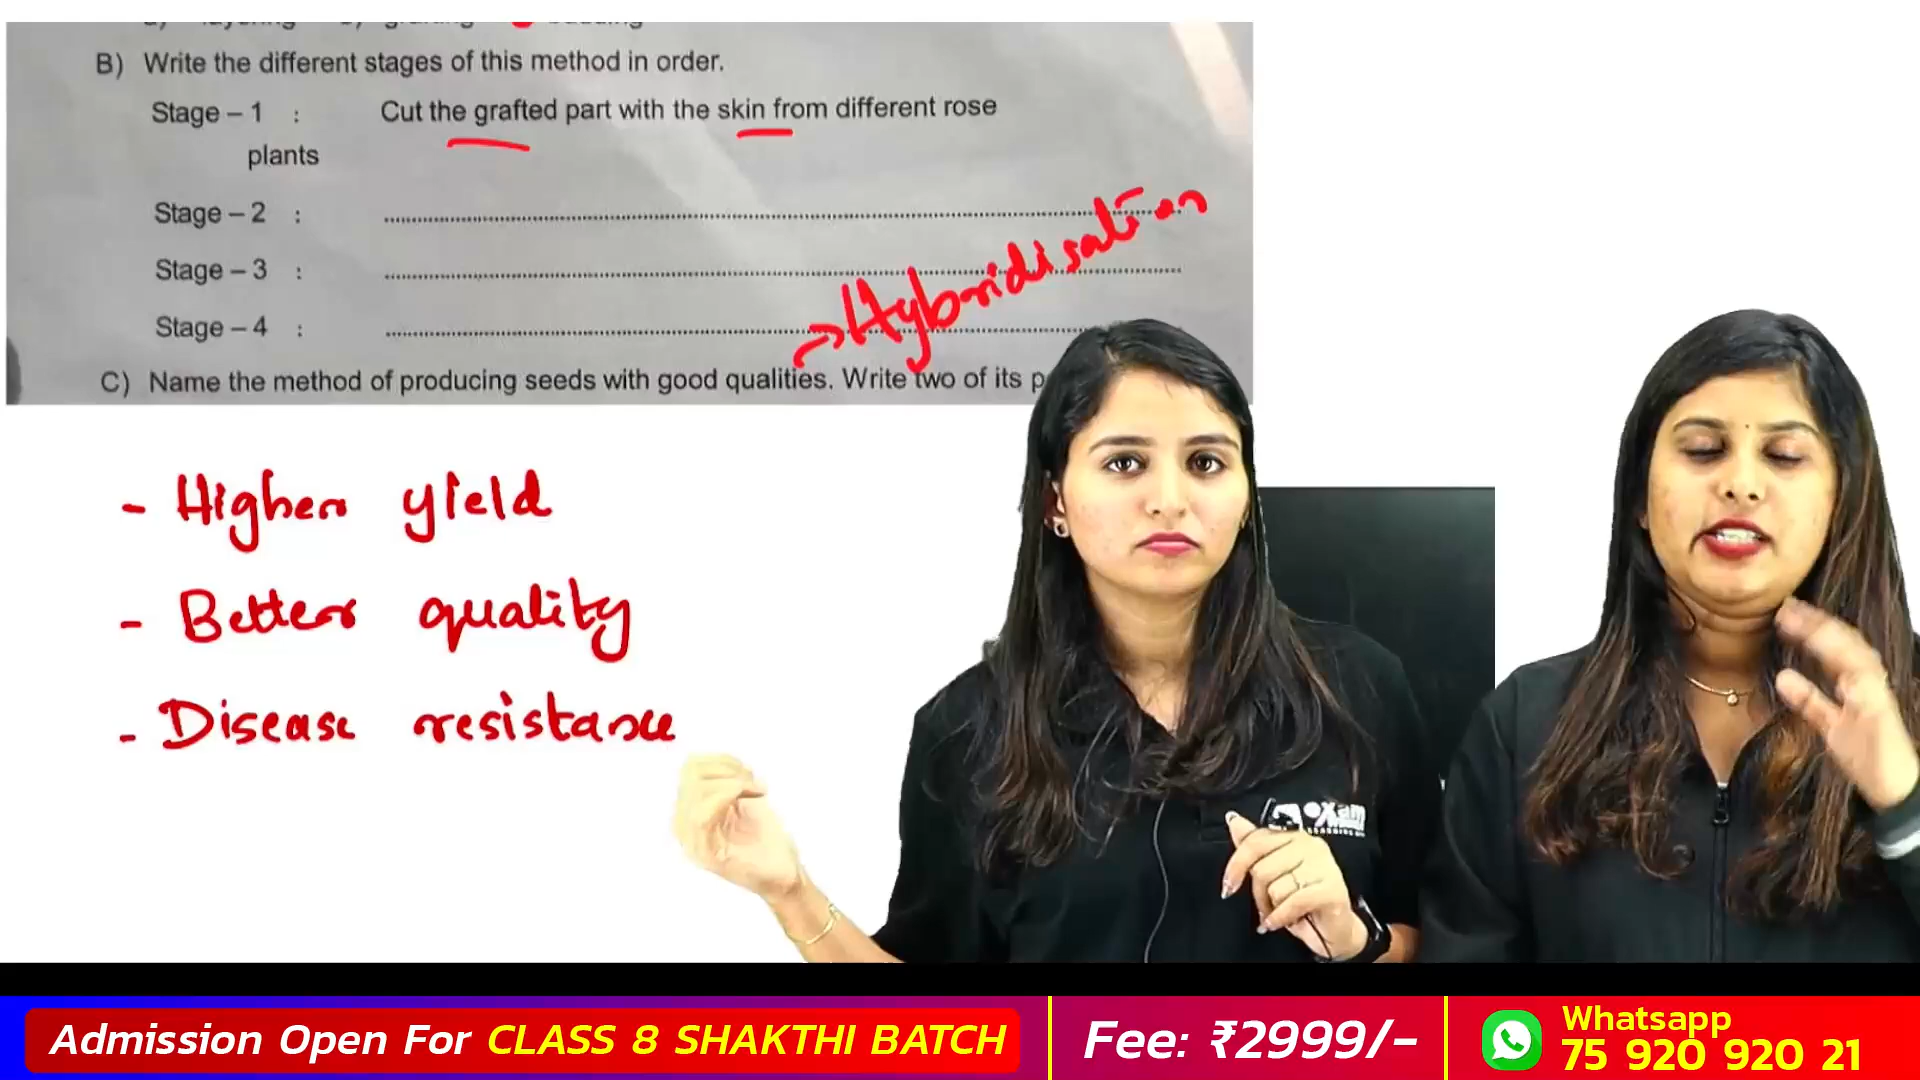 B) Write the different stages of this method in order.
Stage – 1 : Cut the grafted part with the skin from different rose
plants
Stage – 2 :
Stage – 3 :
Stage – 4 :
Hybridisation
C) Name the method of producing seeds with good qualities. Write two of its p
- Higher yield
- Better quality
- Disease resistance
exam
Admission Open For CLASS 8 SHAKTHI BATCH
Fee: ₹2999/-
Whatsapp
75 920 920 21